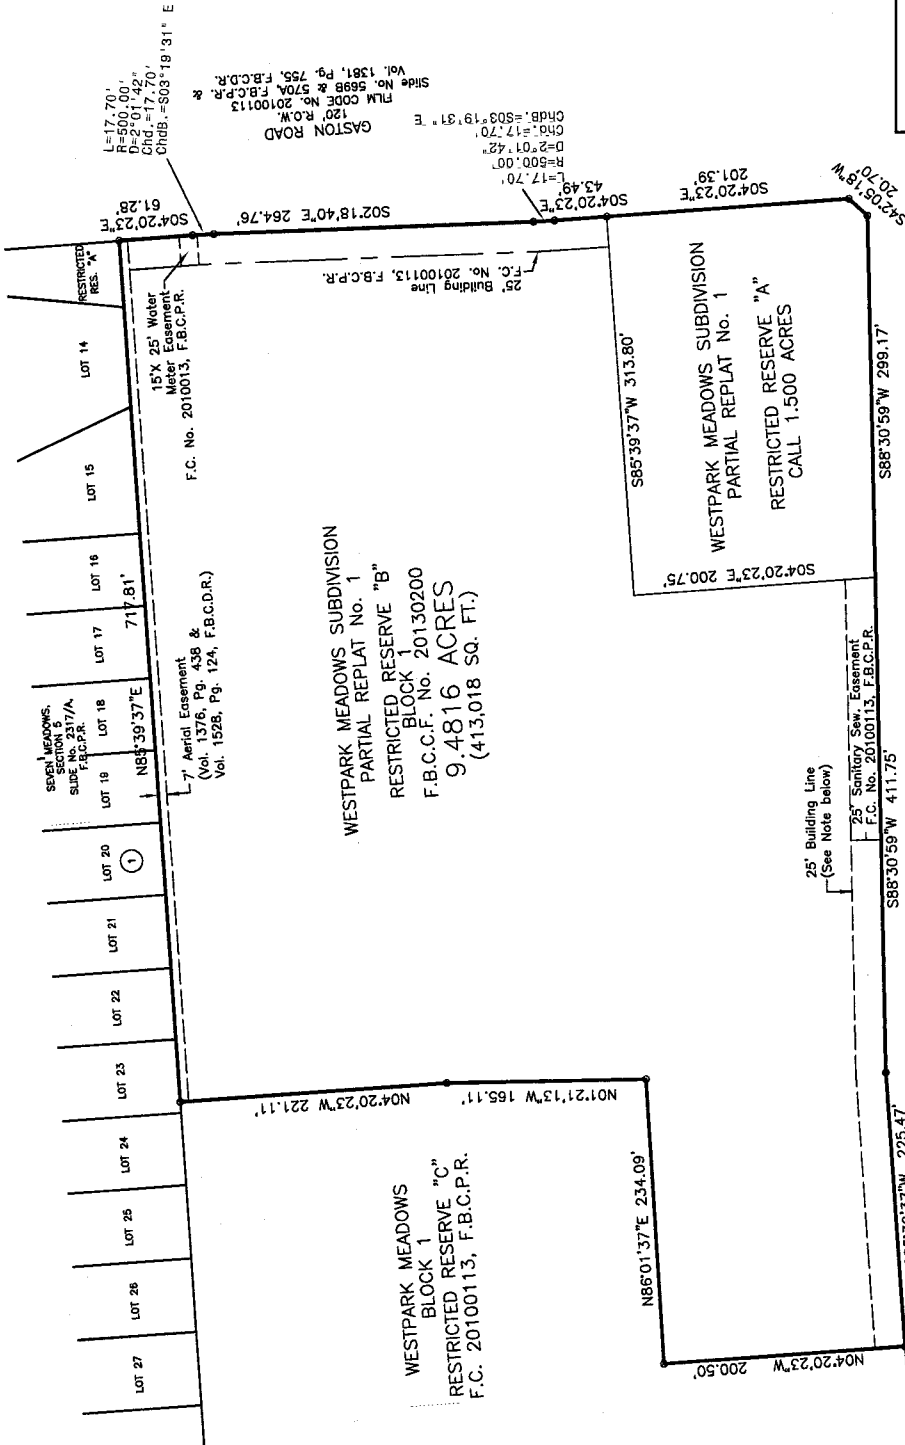 L=17.70'
R=500.00'
D=2°01'42"
Chd.=17.70'
ChdB.=S03°19'31" E
GASTON ROAD
120' R.O.W.
FILM CODE No. 20100113
Slide No. 569B & 570A, F.B.C.P.R. &
Vol. 1381, Pg. 755, F.B.C.D.R.
L=17.70'
R=500.00'
D=2°01'42"
Chd.=17.70'
ChdB.=S03°19'31" E
S04°20'23"E
61.28'
S02°18'40"E 264.76'
S04°20'23"E
43.49'
S04°20'23"E
201.39'
S42°05'18"W
20.70'
RESTRICTED
RES. "A"
LOT 14
LOT 15
LOT 16
LOT 17
LOT 18
LOT 19
LOT 20
1
LOT 21
LOT 22
LOT 23
LOT 24
LOT 25
LOT 26
LOT 27
SEVEN MEADOWS,
SECTION 5
SLIDE No. 2317/A,
F.B.C.P.R.
N85°39'37"E
717.81'
15'X 25' Water
Meter Easement
F.C. No. 2010013, F.B.C.P.R.
25' Building Line
F.C. No. 20100113, F.B.C.P.R.
7' Aerial Easement
(Vol. 1376, Pg. 438 &
Vol. 1528, Pg. 124, F.B.C.D.R.)
WESTPARK MEADOWS SUBDIVISION
PARTIAL REPLAT No. 1
RESTRICTED RESERVE "B"
BLOCK 1
F.B.C.C.F. No. 20130200
9.4816 ACRES
(413,018 SQ. FT.)
S85°39'37"W 313.80'
WESTPARK MEADOWS SUBDIVISION
PARTIAL REPLAT No. 1
RESTRICTED RESERVE "A"
CALL 1.500 ACRES
S04°20'23"E 200.75'
S88°30'59"W 299.17'
25' Sanitary Sew. Easement
F.C. No. 20100113, F.B.C.P.R.
25' Building Line
(See Note below)
S88°30'59"W 411.75'
N04°20'23"W 221.11'
N01°21'13"W 165.11'
WESTPARK MEADOWS
BLOCK 1
RESTRICTED RESERVE "C"
F.C. 20100113, F.B.C.P.R.
N86°01'37"E 234.09'
N04°20'23"W 200.50'
225.47'